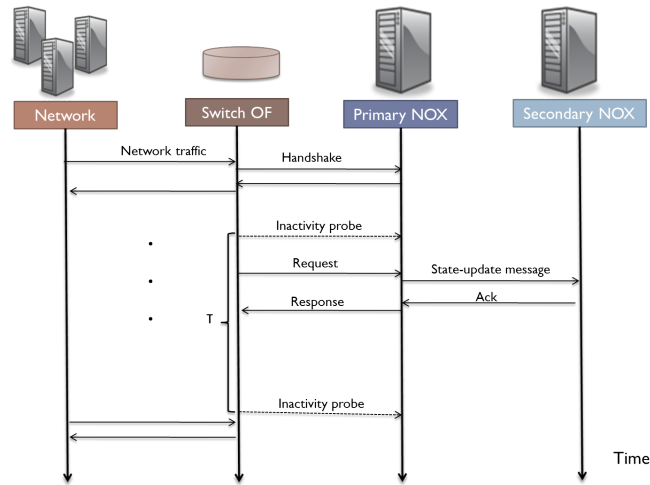 Network
Switch OF
Primary NOX
Secondary NOX
Network traffic
Handshake
Inactivity probe
Request
State-update message
Response
Ack
T
Inactivity probe
Time